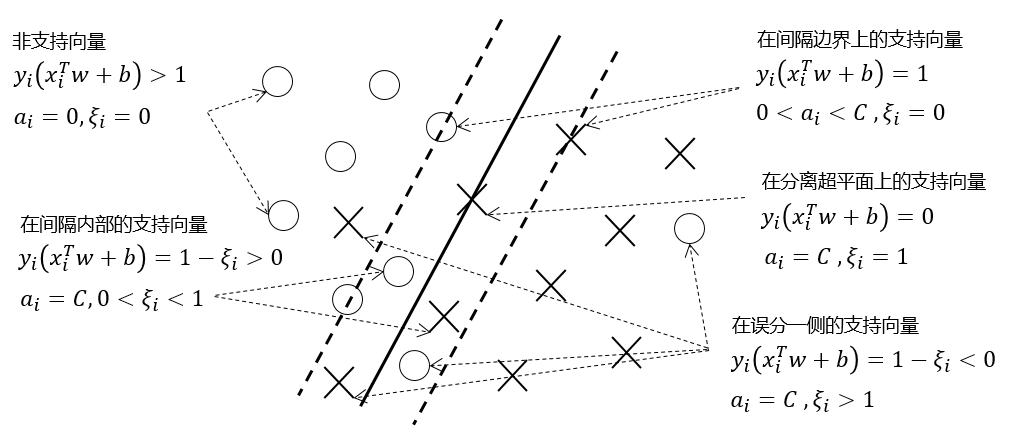 非支持向量
$y_i(x_i^T w + b) > 1$
$a_i = 0, \xi_i = 0$
在间隔内部的支持向量
$y_i(x_i^T w + b) = 1 - \xi_i > 0$
$a_i = C, 0 < \xi_i < 1$
在间隔边界上的支持向量
$y_i(x_i^T w + b) = 1$
$0 < a_i < C , \xi_i = 0$
在分离超平面上的支持向量
$y_i(x_i^T w + b) = 0$
$a_i = C , \xi_i = 1$
在误分一侧的支持向量
$y_i(x_i^T w + b) = 1 - \xi_i < 0$
$a_i = C , \xi_i > 1$